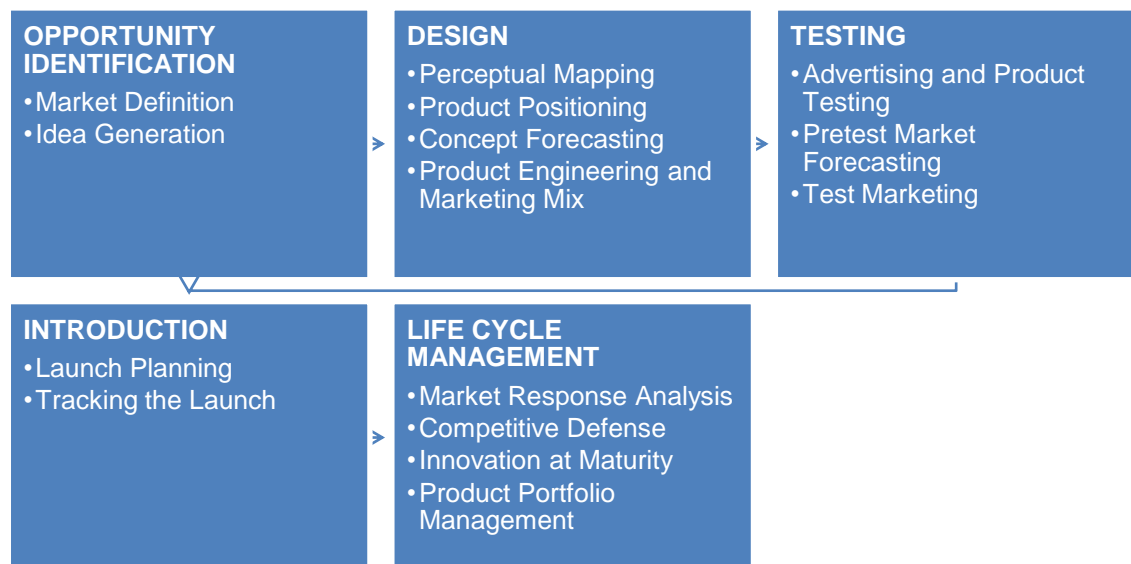 OPPORTUNITY
IDENTIFICATION
•Market Definition
•Idea Generation
DESIGN
•Perceptual Mapping
•Product Positioning
•Concept Forecasting
•Product Engineering and
Marketing Mix
TESTING
•Advertising and Product
Testing
•Pretest Market
Forecasting
•Test Marketing
INTRODUCTION
•Launch Planning
•Tracking the Launch
LIFE CYCLE
MANAGEMENT
•Market Response Analysis
•Competitive Defense
•Innovation at Maturity
•Product Portfolio
Management